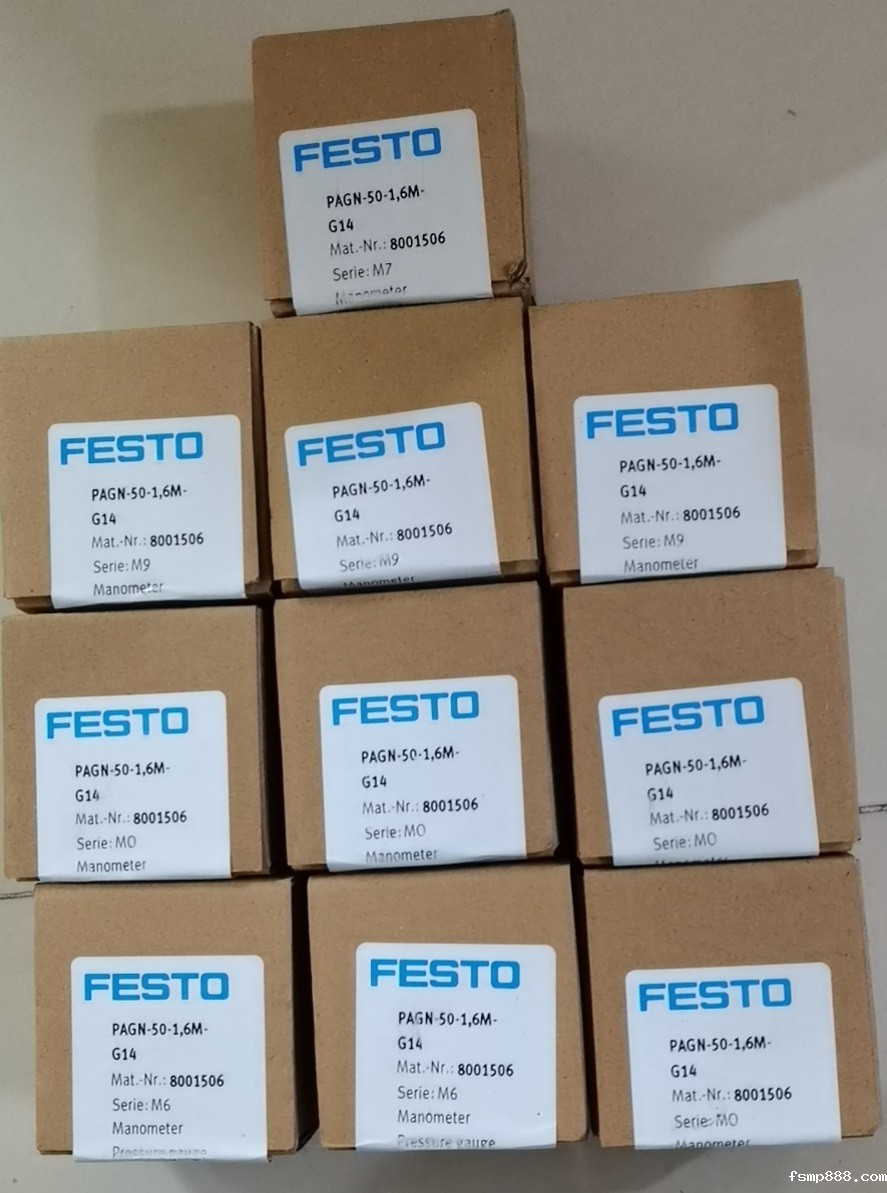 FESTO
PAGN-50-1,6M-
G14
Mat.-Nr.: 8001506
Serie: M7
Manometer
FESTO
PAGN-50-1,6M-
G14
Mat.-Nr.: 8001506
Serie: M9
Manometer
FESTO
PAGN-50-1,6M-
G14
Mat.-Nr.: 8001506
Serie: M9
Manometer
FESTO
PAGN-50-1,6M-
G14
Mat.-Nr.: 8001506
Serie: M9
Manometer
FESTO
PAGN-50-1,6M-
G14
Mat.-Nr.: 8001506
Serie: MO
Manometer
FESTO
PAGN-50-1,6M-
G14
Mat.-Nr.: 8001506
Serie: MO
Manometer
FESTO
PAGN-50-1,6M-
G14
Mat.-Nr.: 8001506
Serie: MO
Manometer
FESTO
PAGN-50-1,6M-
G14
Mat.-Nr.: 8001506
Serie: M6
Manometer
Pressure gauge
FESTO
PAGN-50-1,6M-
G14
Mat.-Nr.: 8001506
Serie: M6
Manometer
Pressure gauge
FESTO
PAGN-50-1,6M-
G14
Mat.-Nr.: 8001506
Serie: MO
Manometer
fsmp888.com